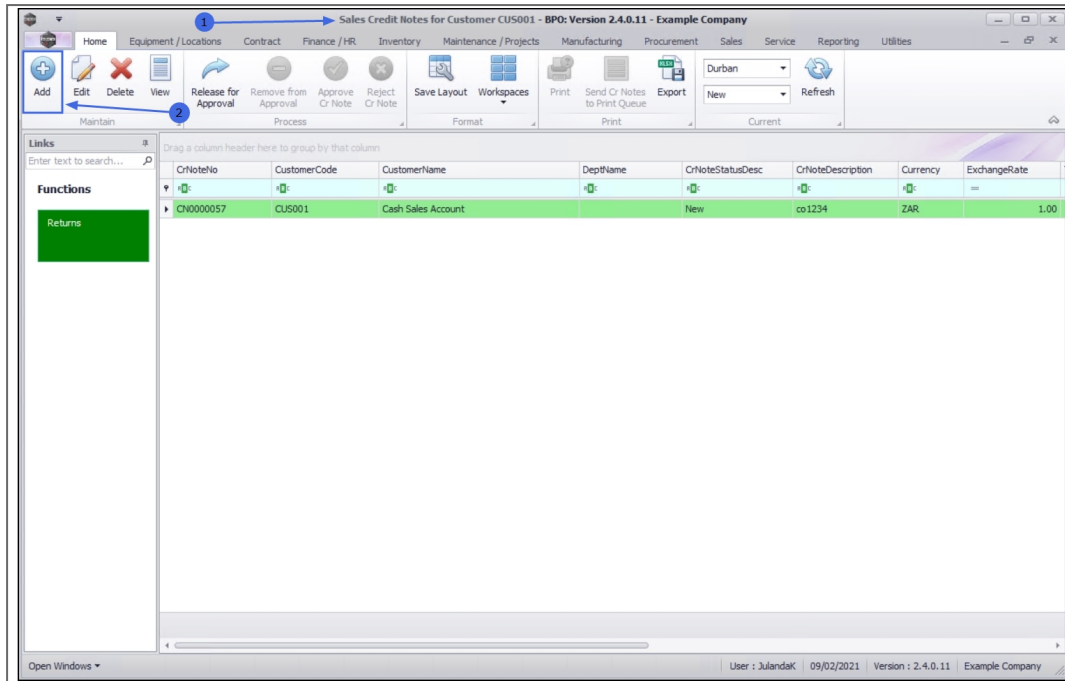 1
Sales Credit Notes for Customer CUS001 - BPO: Version 2.4.0.11 - Example Company
Home Equipment / Locations Contract Finance / HR Inventory Maintenance / Projects Manufacturing Procurement Sales Service Reporting Utilities
Add Edit Delete View Release for Approval Remove from Approval Approve Cr Note Reject Cr Note Save Layout Workspaces Print Send Cr Notes to Print Queue Export Durban New Refresh
2
Maintain Process Format Print Current
Links
Drag a column header here to group by that column
Enter text to search...
CrNoteNo CustomerCode CustomerName DeptName CrNoteStatusDesc CrNoteDescription Currency ExchangeRate
Functions
=
CN0000057 CUS001 Cash Sales Account New co1234 ZAR 1.00
Returns
Open Windows User : JulandaK 09/02/2021 Version : 2.4.0.11 Example Company